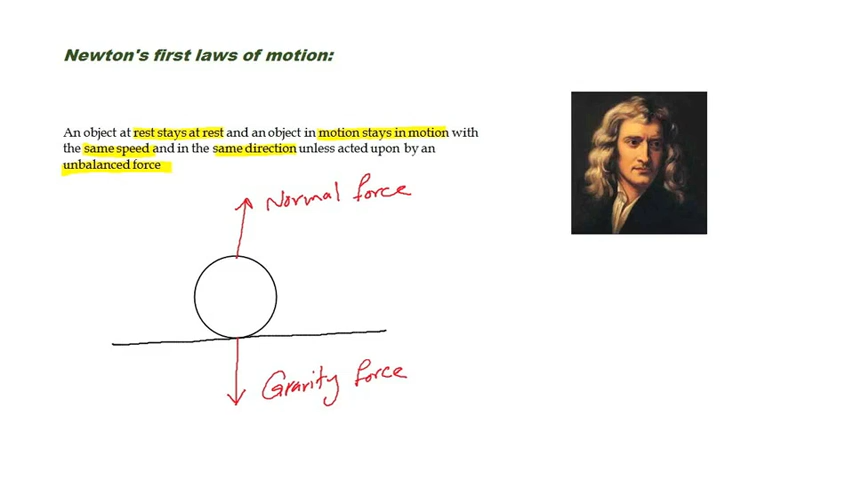 Newton's first laws of motion:
An object at rest stays at rest and an object in motion stays in motion with
the same speed and in the same direction unless acted upon by an
unbalanced force
Normal force
Gravity force